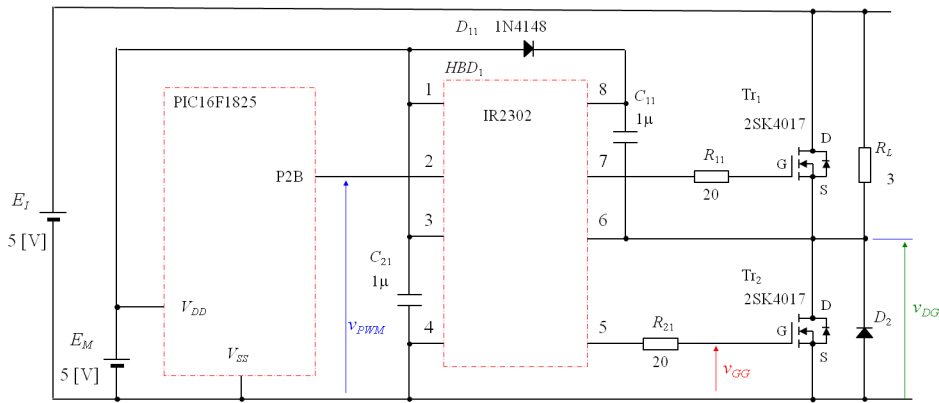 D11 1N4148
HBD1
PIC16F1825
1
8
C11
1μ
IR2302
Tr1
2SK4017
D
G
S
RL
3
P2B
2
7
R11
20
EI
5 [V]
3
6
C21
1μ
Tr2
2SK4017
D
G
S
VDD
vPWM
D2
vDG
EM
5 [V]
VSS
4
5
R21
20
vGG